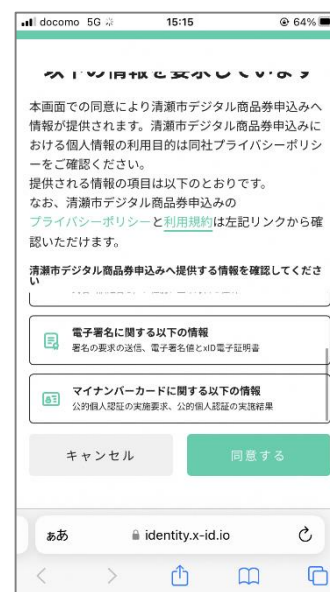 docomo 5G 15:15 64%
以下の情報を要求しています
本画面での同意により清瀬市デジタル商品券申込みへ
情報が提供されます。清瀬市デジタル商品券申込みに
おける個人情報の利用目的は同社プライバシーポリシ
ーをご確認ください。
提供される情報の項目は以下のとおりです。
なお、清瀬市デジタル商品券申込みの
プライバシーポリシーと利用規約は左記リンクから確
認いただけます。
清瀬市デジタル商品券申込みへ提供する情報を確認してくださ
い
電子署名に関する以下の情報
署名の要求の送信、電子署名値とxID電子証明書
マイナンバーカードに関する以下の情報
公的個人認証の実施要求、公的個人認証の実施結果
キャンセル 同意する
ぁあ identity.x-id.io